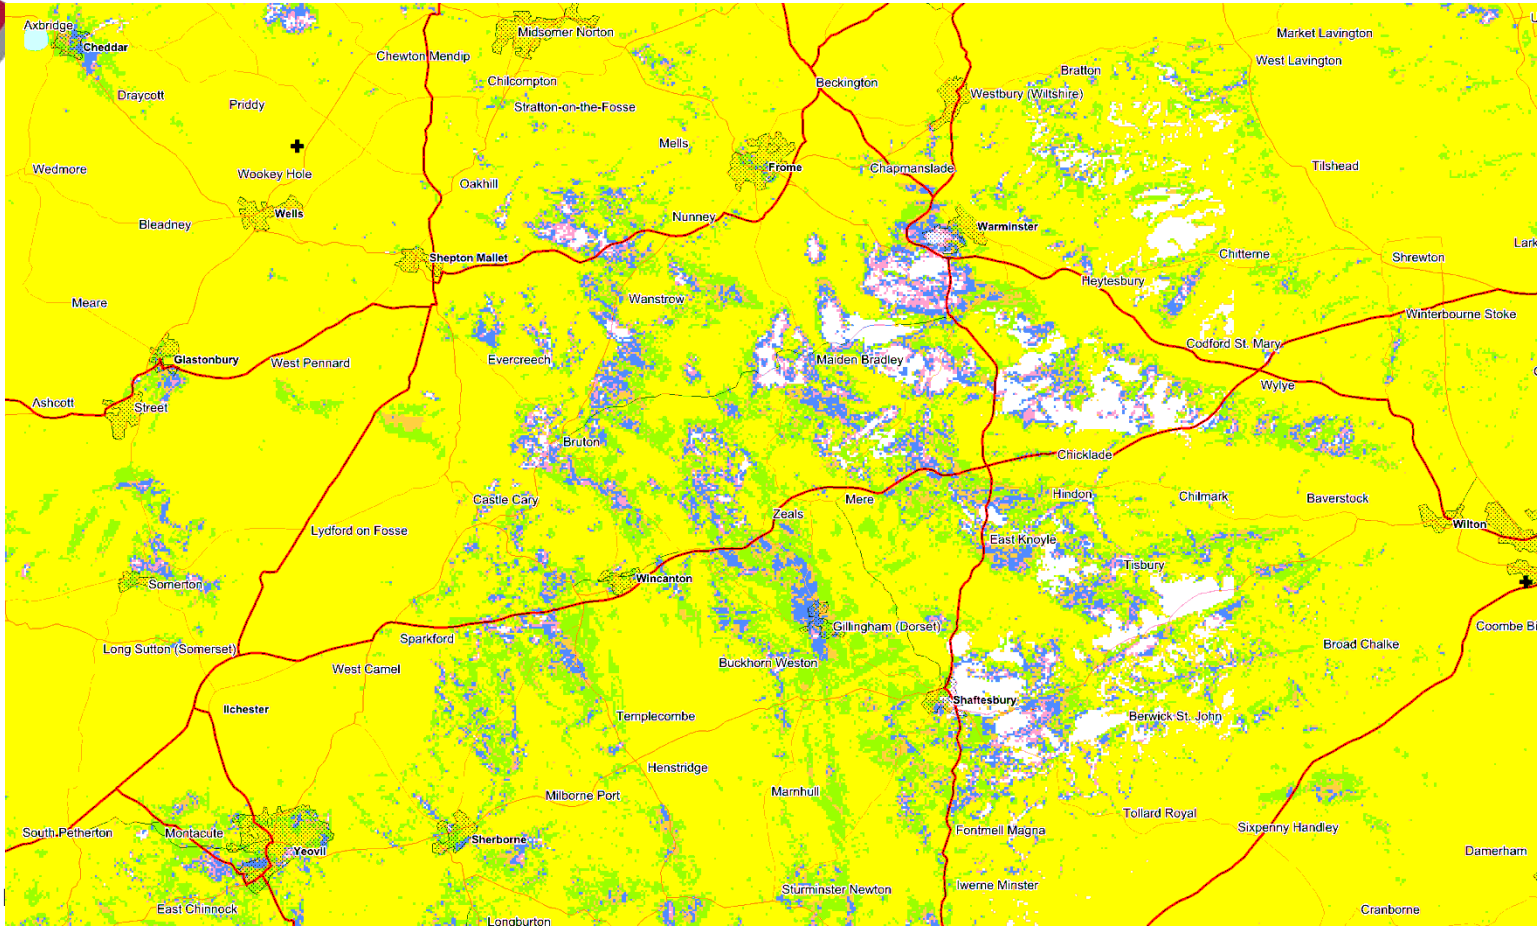 Axbridge
Cheddar
Midsomer Norton
Market Lavington
West Lavington
Chewton Mendip
Chilcompton
Beckington
Bratton
Westbury (Wiltshire)
Draycott
Priddy
Stratton-on-the-Fosse
Mells
Frome
Chapmanslade
Tilshead
Wedmore
Wookey Hole
Oakhill
Wells
Nunney
Bleadney
Warminster
Lark
Shepton Mallet
Chitterne
Shrewton
Heytesbury
Meare
Wanstrow
Winterbourne Stoke
Codford St. Mary
Glastonbury
West Pennard
Evercreech
Maiden Bradley
Wylye
Ashcott
Street
Bruton
Chicklade
Castle Cary
Mere
Hindon
Chilmark
Baverstock
Zeals
Lydford on Fosse
Wilton
East Knoyle
Tisbury
Somerton
Wincanton
Gillingham (Dorset)
Coombe Bi
Sparkford
Long Sutton (Somerset)
Broad Chalke
West Camel
Buckhorn Weston
Shaftesbury
Ilchester
Templecombe
Berwick St. John
Henstridge
Milborne Port
Marnhull
Tollard Royal
South Petherton
Montacute
Sherborne
Fontmell Magna
Sixpenny Handley
Yeovil
Damerham
Sturminster Newton
Iwerne Minster
East Chinnock
Cranborne
Longburton